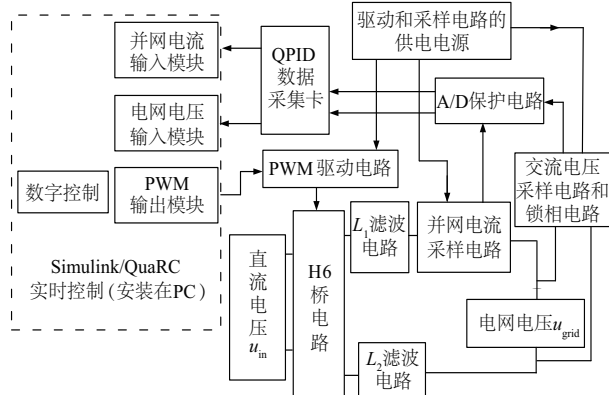 并网电流
输入模块
QPID
数据
采集卡
驱动和采样电路的
供电电源
电网电压
输入模块
A/D保护电路
数字控制
PWM
输出模块
PWM 驱动电路
交流电压
采样电路和
锁相电路
Simulink/QuaRC
实时控制 (安装在PC)
直
流
电
压
u_in
H6
桥
电
路
L₁滤波
电路
并网电流
采样电路
电网电压u_grid
L₂滤波
电路